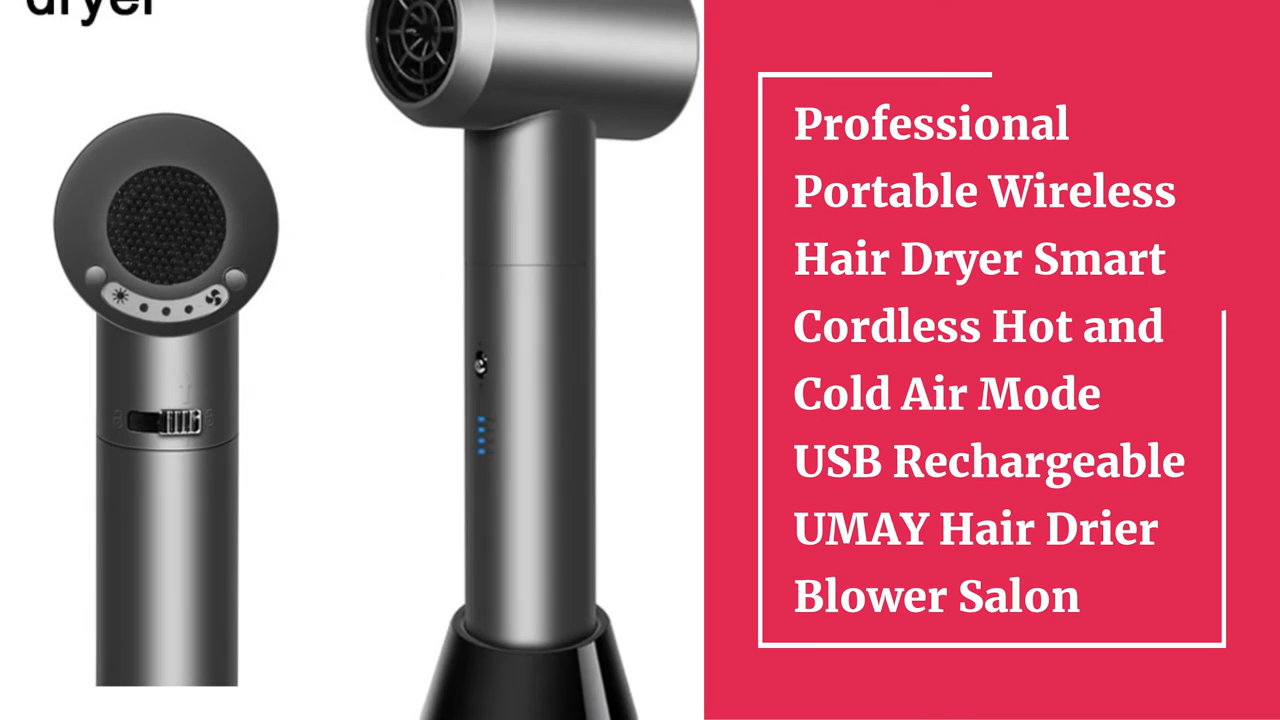 dryer
Professional
Portable Wireless
Hair Dryer Smart
Cordless Hot and
Cold Air Mode
USB Rechargeable
UMAY Hair Drier
Blower Salon